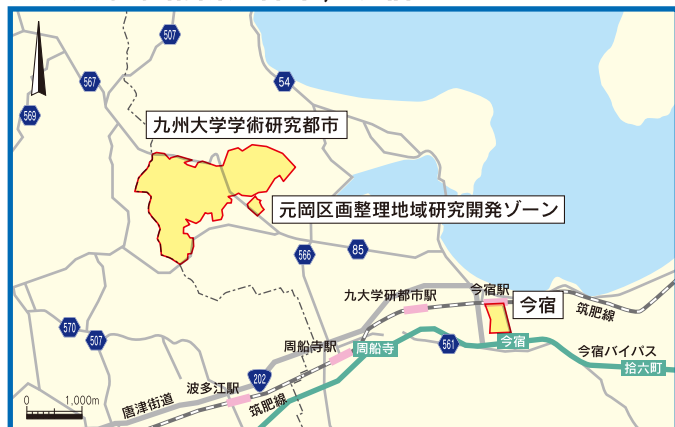 507
567
54
569
九州大学学術研究都市
元岡区画整理地域研究開発ゾーン
85
566
今宿駅
九大学研都市駅
今宿
筑肥線
570
507
周船寺駅
周船寺
561
今宿
今宿バイパス
拾六町
202
波多江駅
筑肥線
唐津街道
0 1,000m